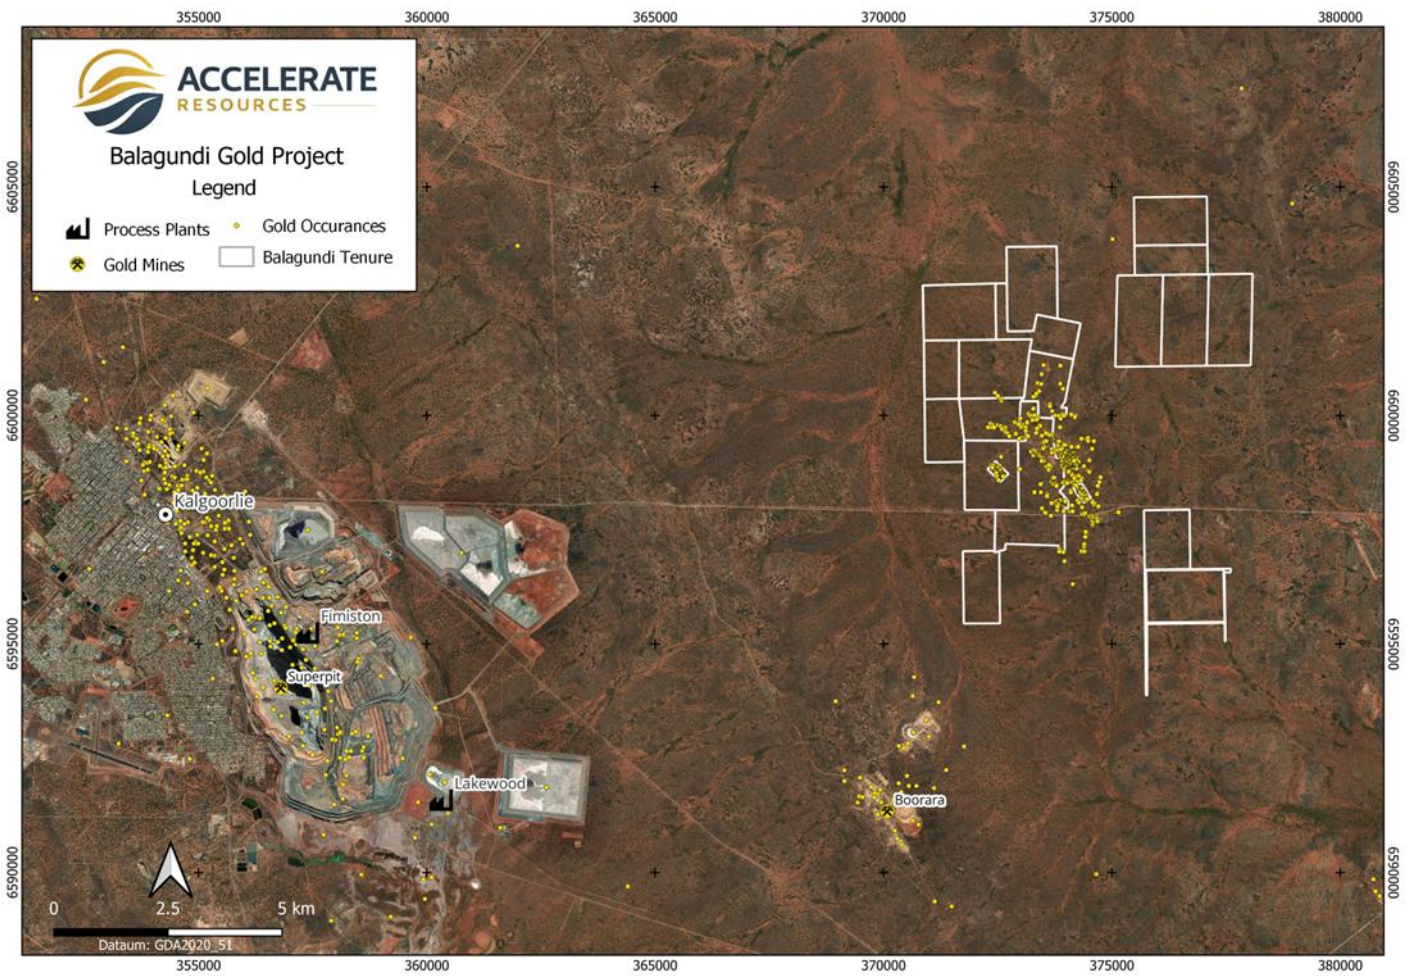 355000
360000
365000
370000
375000
380000
ACCELERATE
RESOURCES
Balagundi Gold Project
Legend
Process Plants
Gold Occurances
Gold Mines
Balagundi Tenure
6605000
6605000
6600000
6600000
Kalgoorlie
Fimiston
6595000
6595000
Superpit
Lakewood
Boorara
6590000
6590000
0
2.5
5 km
Dataum: GDA2020_51
355000
360000
365000
370000
375000
380000